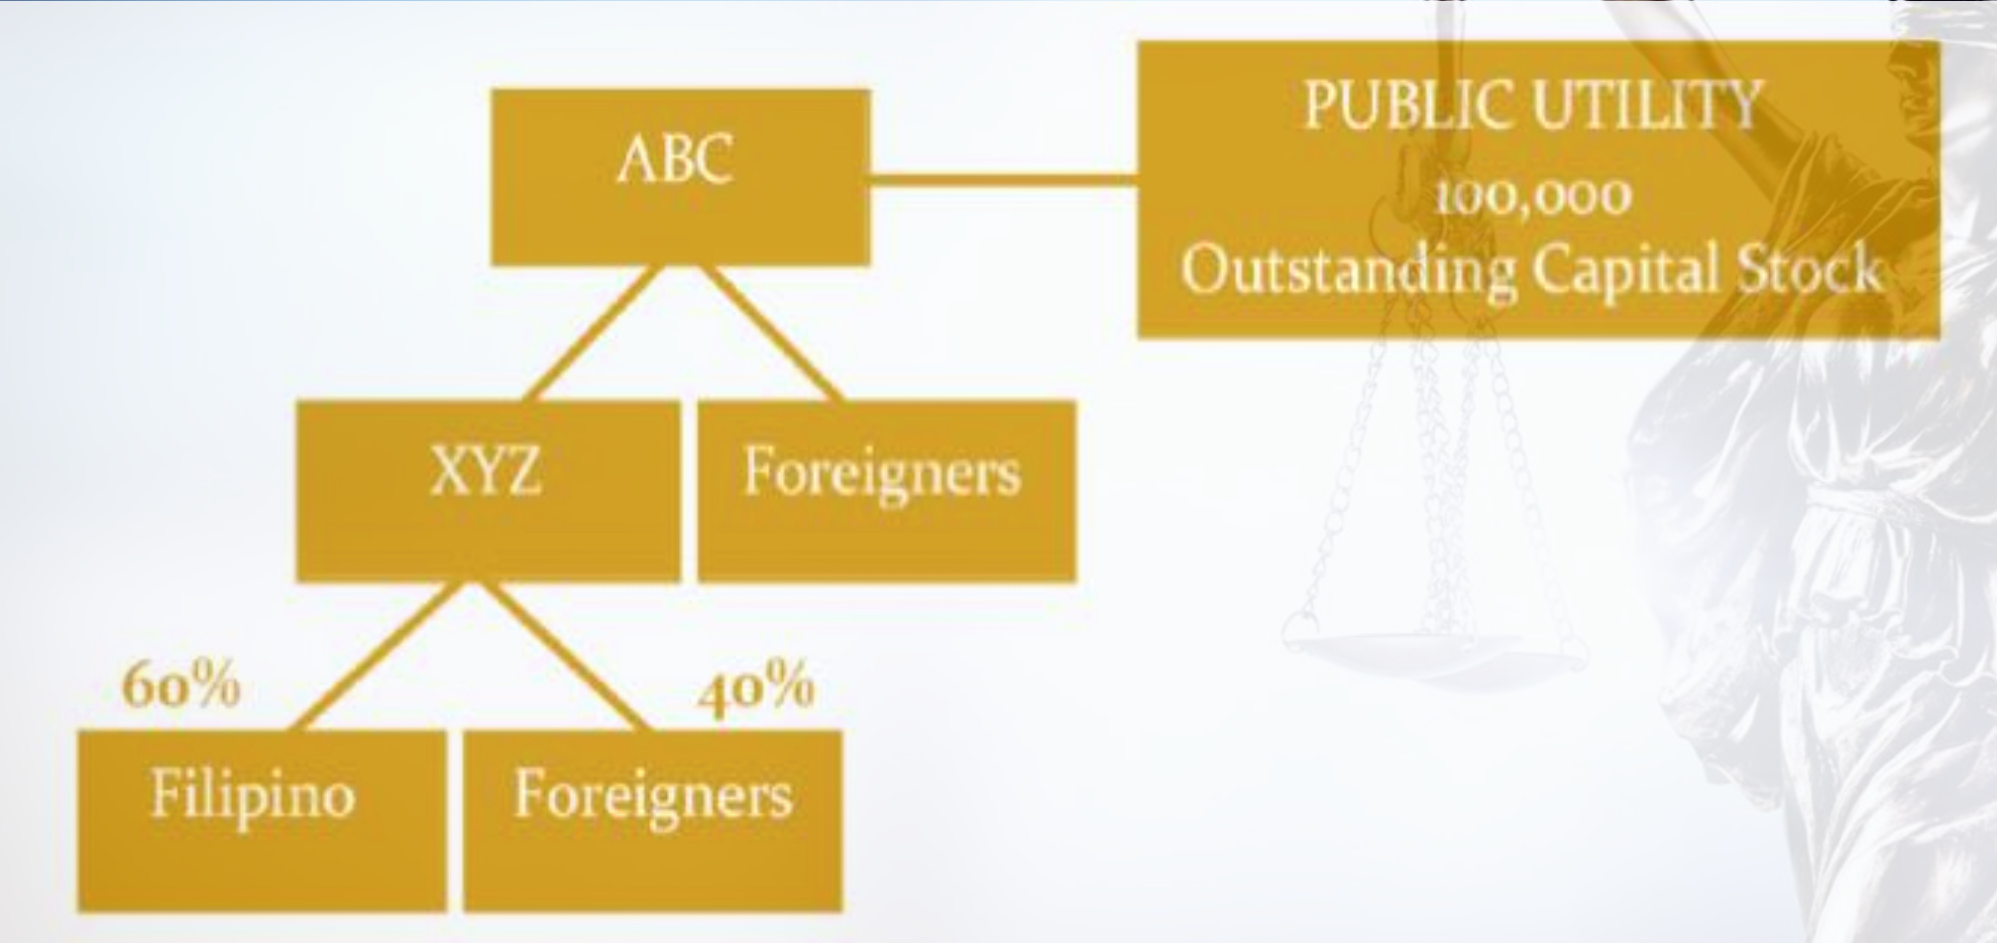 ABC
PUBLIC UTILITY
100,000
Outstanding Capital Stock
XYZ
Foreigners
60%
40%
Filipino
Foreigners